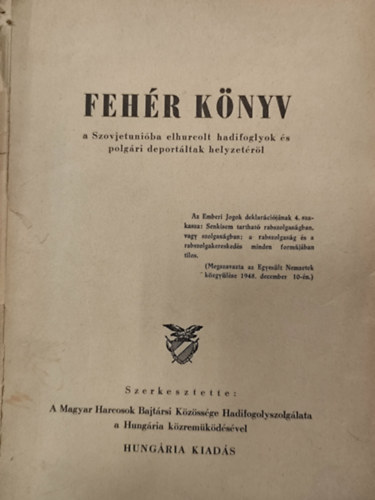 FEHÉR KÖNYV
a Szovjetunióba elhurcolt hadifoglyok és
polgári deportáltak helyzetéről
Az Emberi Jogok deklarációjának 4. sza-
kasza: Senkisem tartható rabszolgaságban,
vagy szolgaságban; a rabszolgaság és a
rabszolgakereskedés minden formájában
tilos.
(Megszavazta az Egyesült Nemzetek
közgyűlése 1948. december 10-én.)
Szerkesztette:
A Magyar Harcosok Bajtársi Közössége Hadifogolyszolgálata
a Hungária közreműködésével
HUNGÁRIA KIADÁS